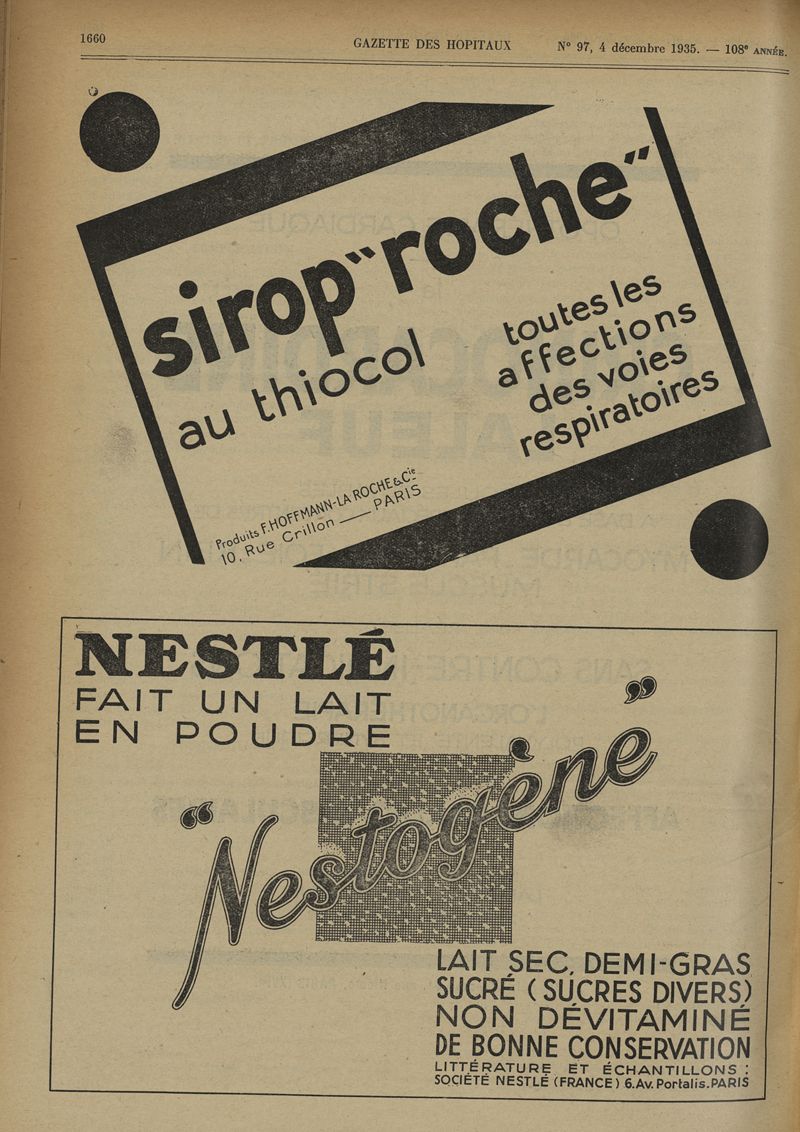 1660
GAZETTE DES HOPITAUX
N° 97, 4 décembre 1935. — 108e ANNÉE.
sirop "roche"
au thiocol
toutes les
affections
des voies
respiratoires
Produits F. HOFFMANN-LA ROCHE & Cie
10, Rue Crillon — PARIS
NESTLÉ
FAIT UN LAIT
EN POUDRE
"Nestogène"
LAIT SEC, DEMI-GRAS
SUCRÉ (SUCRES DIVERS)
NON DÉVITAMINÉ
DE BONNE CONSERVATION
LITTÉRATURE ET ÉCHANTILLONS :
SOCIÉTÉ NESTLÉ (FRANCE) 6.Av. Portalis.PARIS